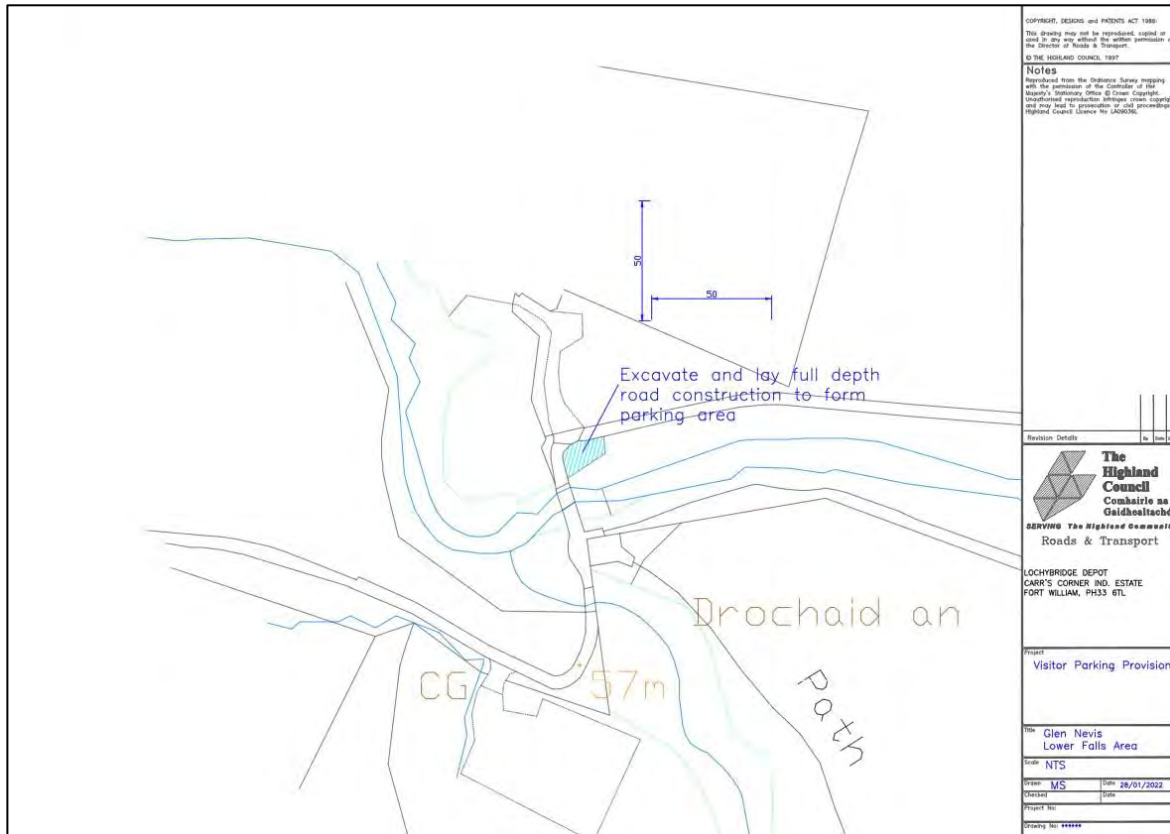 COPYRIGHT, DESIGNS and PATENTS ACT 1988:
This drawing may not be reproduced, copied or
used in any way without the written permission
the Director of Roads & Transport.
© THE HIGHLAND COUNCIL 1997
Notes
Reproduced from the Ordnance Survey mapping
with the permission of the Controller of Her
Majesty's Stationary Office © Crown Copyright.
Unauthorised reproduction infringes crown
and may lead to prosecution or civil
Highland Council Licence No
50
50
Excavate and lay full depth
road construction to form
parking area
Drochaid an
CG
57m
Path
Revision Details
By
Date
The
Highland
Council
Comhairle na
SERVING The Highland
Roads & Transport
LOCHYBRIDGE DEPOT
CARR'S CORNER IND. ESTATE
FORT WILLIAM, PH33 6TL
Project
Visitor Parking Provision
Title
Glen Nevis
Lower Falls Area
Scale NTS
Drawn MS
Date 28/01/2022
Checked
Date
Project No:
Drawing No: ******